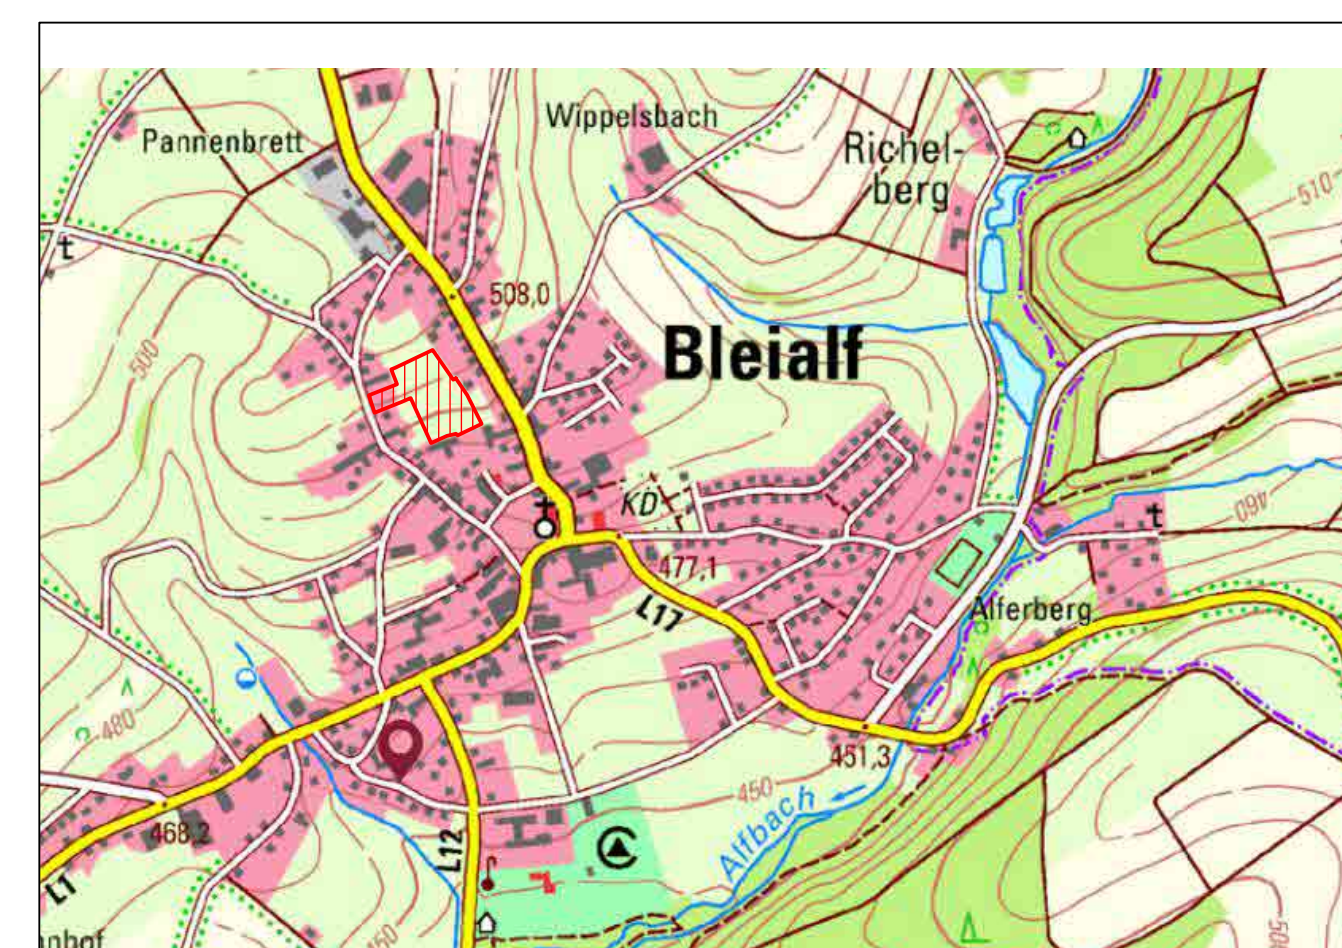 Wippelsbach
Pannenbrett
Richel-
berg
510
t
508,0
500
Bleialf
KD
460
t
477,1
L17
Alferberg
480
451,3
450
Alfbach
468,2
L12
L1